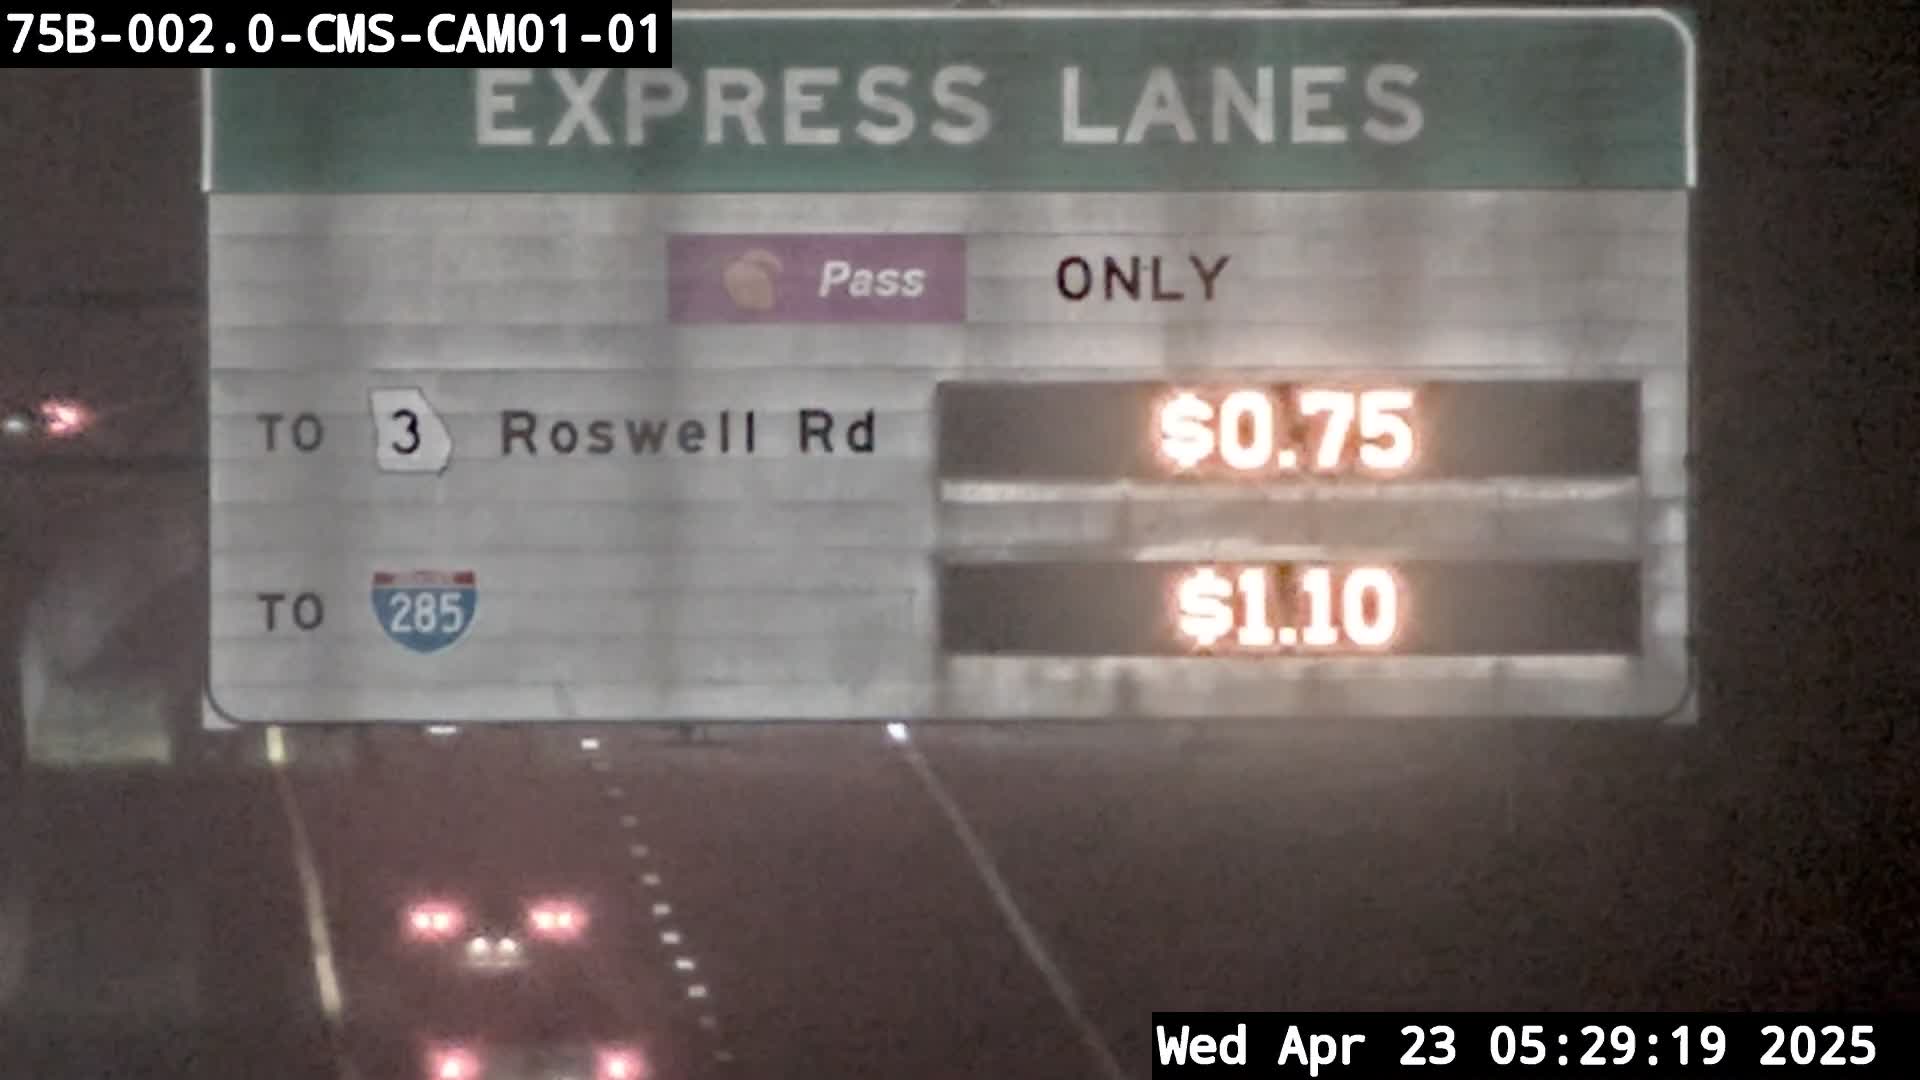 75B-002.0-CMS-CAM01-01
EXPRESS LANES
Pass ONLY
TO 3 Roswell Rd $0.75
TO 285 $1.10
Wed Apr 23 05:29:19 2025